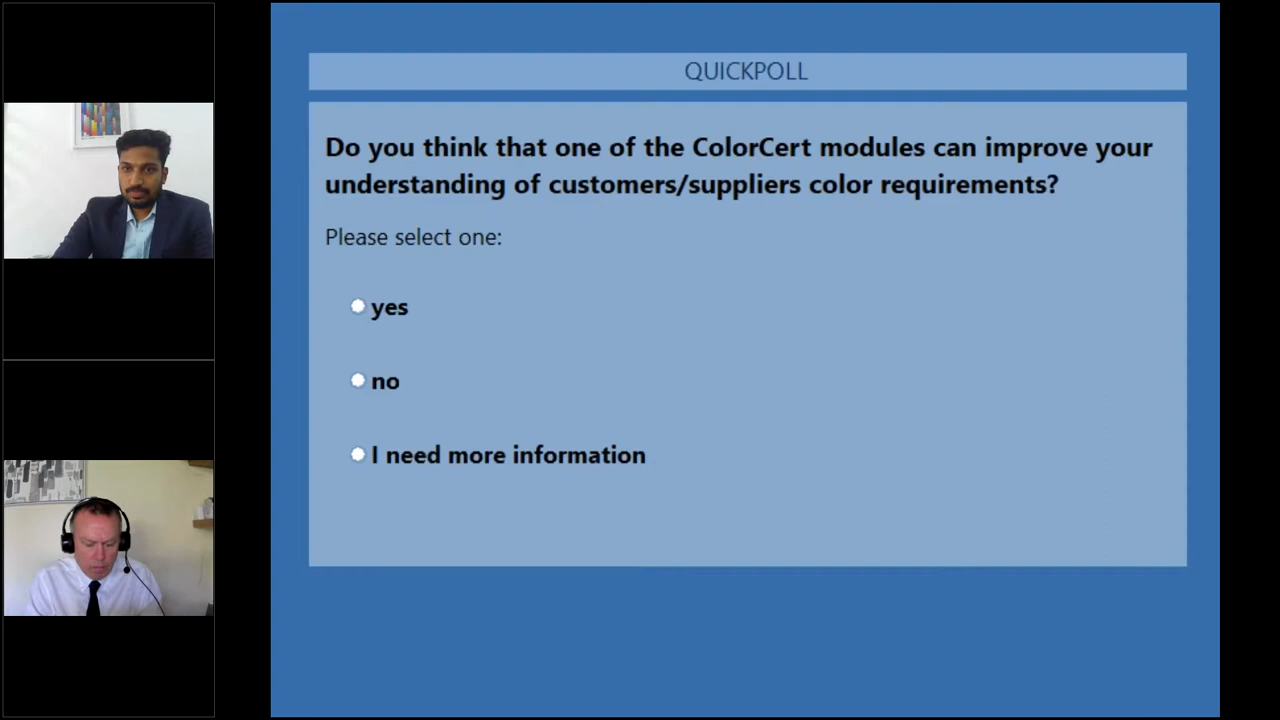 QUICKPOLL
Do you think that one of the ColorCert modules can improve your
understanding of customers/suppliers color requirements?
Please select one:
yes
no
I need more information